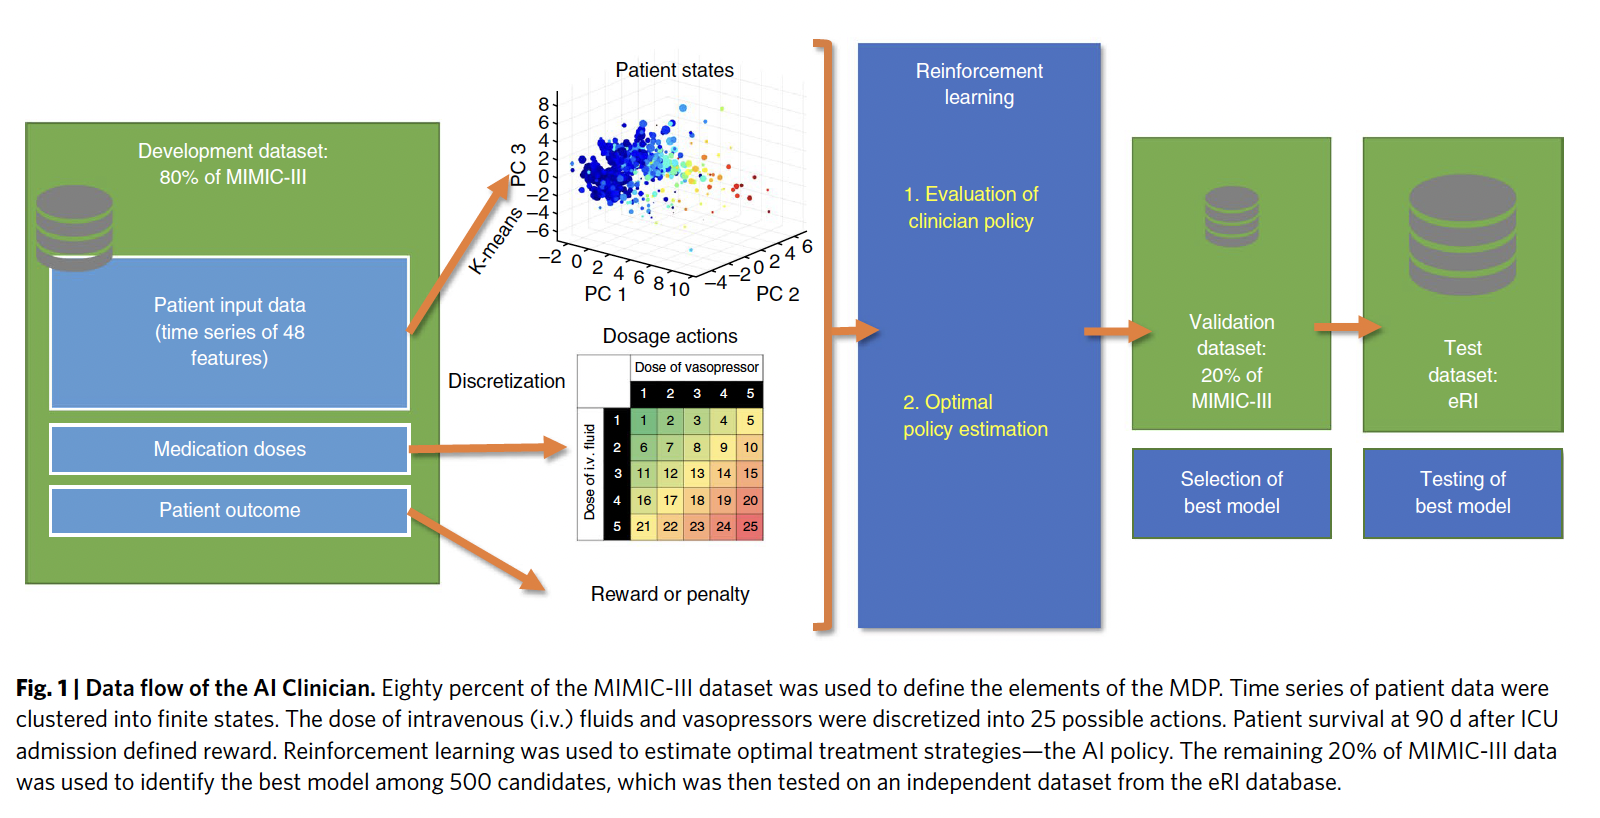 Development dataset:
80% of MIMIC-III
Patient input data
(time series of 48
features)
Medication doses
Patient outcome
K-means
Discretization
Patient states
PC 3
8
6
4
2
0
−2
−4
−6
−2 0 2 4 6 8 10
PC 1
−4 −2 0 2 4 6
PC 2
Dosage actions
Dose of vasopressor
1 2 3 4 5
Dose of i.v. fluid
1 1 2 3 4 5
2 6 7 8 9 10
3 11 12 13 14 15
4 16 17 18 19 20
5 21 22 23 24 25
Reward or penalty
Reinforcement
learning
1. Evaluation of
clinician policy
2. Optimal
policy estimation
Validation
dataset:
20% of
MIMIC-III
Selection of
best model
Test
dataset:
eRI
Testing of
best model
Fig. 1 | Data flow of the AI Clinician. Eighty percent of the MIMIC-III dataset was used to define the elements of the MDP. Time series of patient data were
clustered into finite states. The dose of intravenous (i.v.) fluids and vasopressors were discretized into 25 possible actions. Patient survival at 90 d after ICU
admission defined reward. Reinforcement learning was used to estimate optimal treatment strategies—the AI policy. The remaining 20% of MIMIC-III data
was used to identify the best model among 500 candidates, which was then tested on an independent dataset from the eRI database.